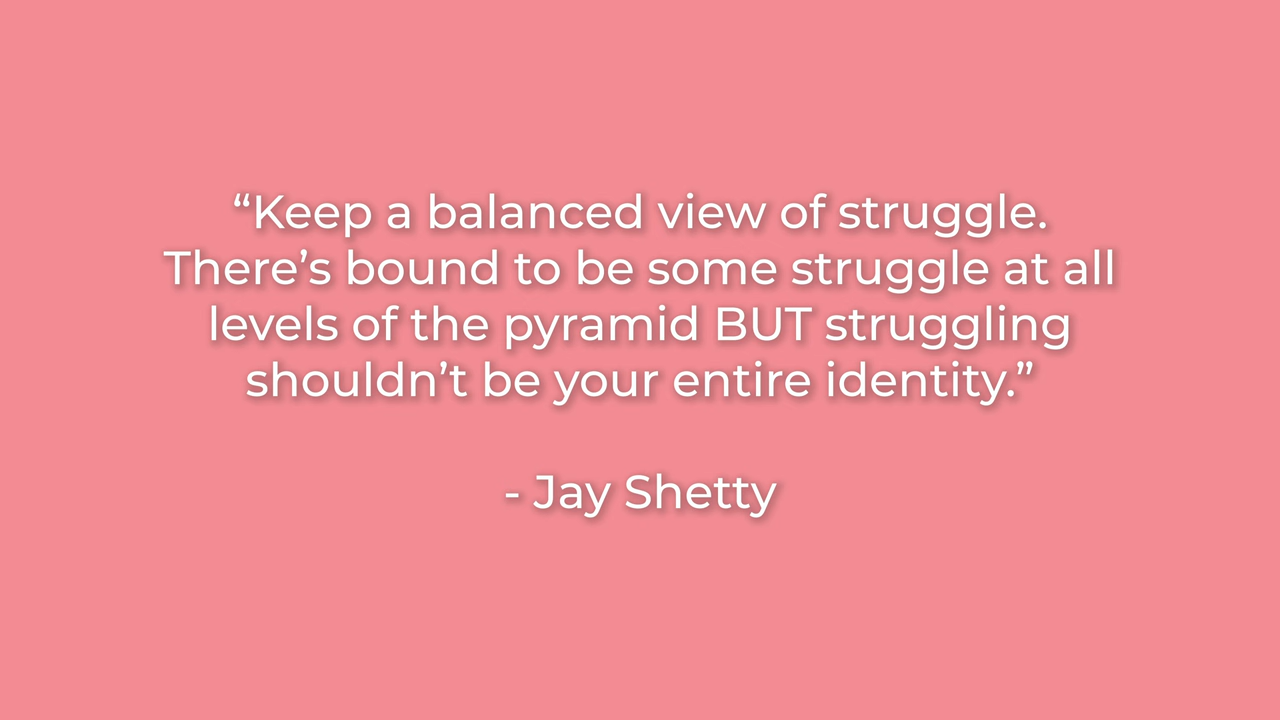 “Keep a balanced view of struggle.
There’s bound to be some struggle at all
levels of the pyramid BUT struggling
shouldn’t be your entire identity.”
- Jay Shetty